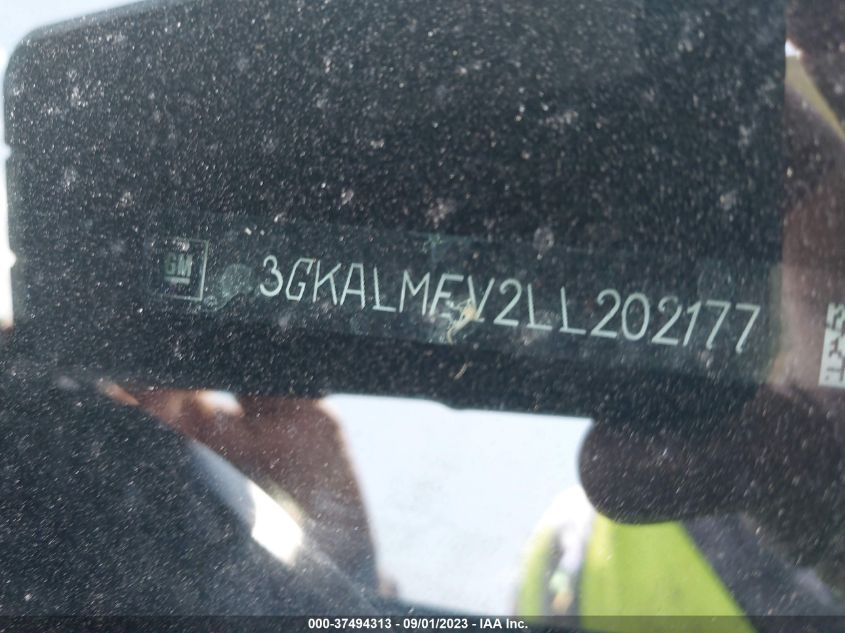 GM 3GKALMEV2LL202177
000-37494313 - 09/01/2023 - IAA Inc.